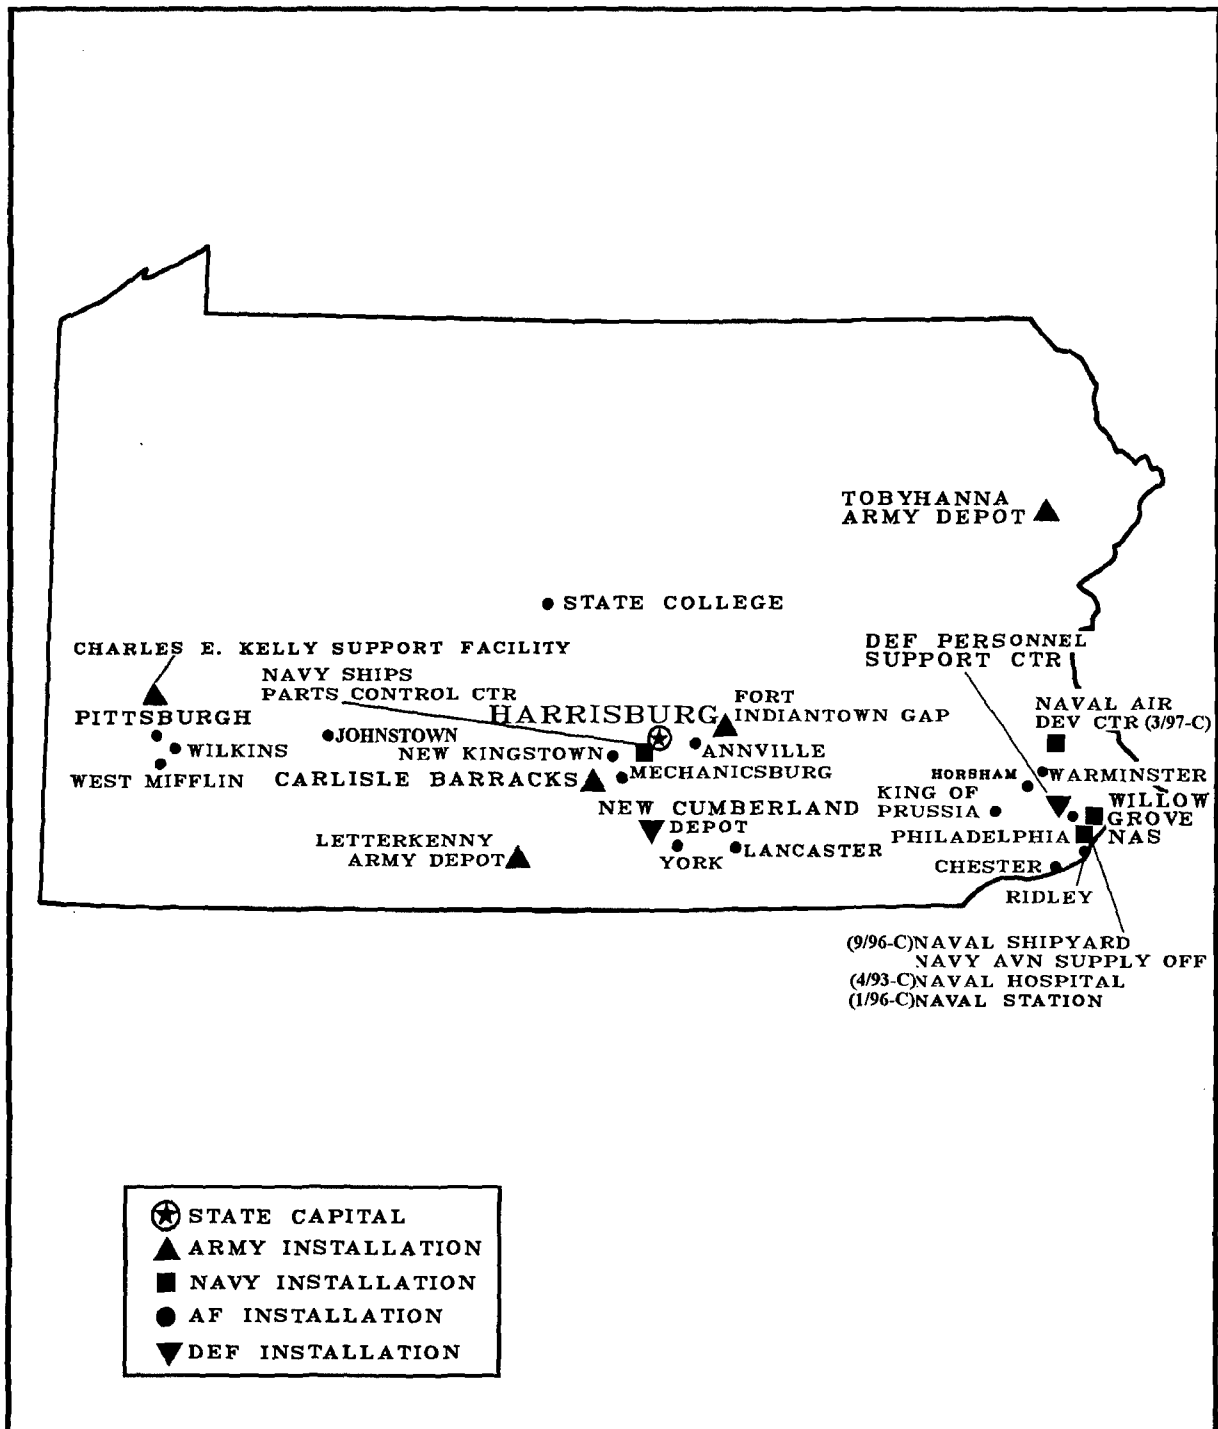 TOBYHANNA
ARMY DEPOT
STATE COLLEGE
CHARLES E. KELLY SUPPORT FACILITY
DEF PERSONNEL
SUPPORT CTR
NAVY SHIPS
PARTS CONTROL CTR
FORT
INDIANTOWN GAP
NAVAL AIR
DEV CTR (3/97-C)
PITTSBURGH
HARRISBURG
WILKINS
JOHNSTOWN
NEW KINGSTOWN
ANNVILLE
WEST MIFFLIN
CARLISLE BARRACKS
MECHANICSBURG
HORSHAM
WARMINSTER
KING OF
PRUSSIA
WILLOW
GROVE
NAS
NEW CUMBERLAND
DEPOT
PHILADELPHIA
LETTERKENNY
ARMY DEPOT
YORK
LANCASTER
CHESTER
RIDLEY
(9/96-C)NAVAL SHIPYARD
NAVY AVN SUPPLY OFF
(4/93-C)NAVAL HOSPITAL
(1/96-C)NAVAL STATION
STATE CAPITAL
ARMY INSTALLATION
NAVY INSTALLATION
AF INSTALLATION
DEF INSTALLATION